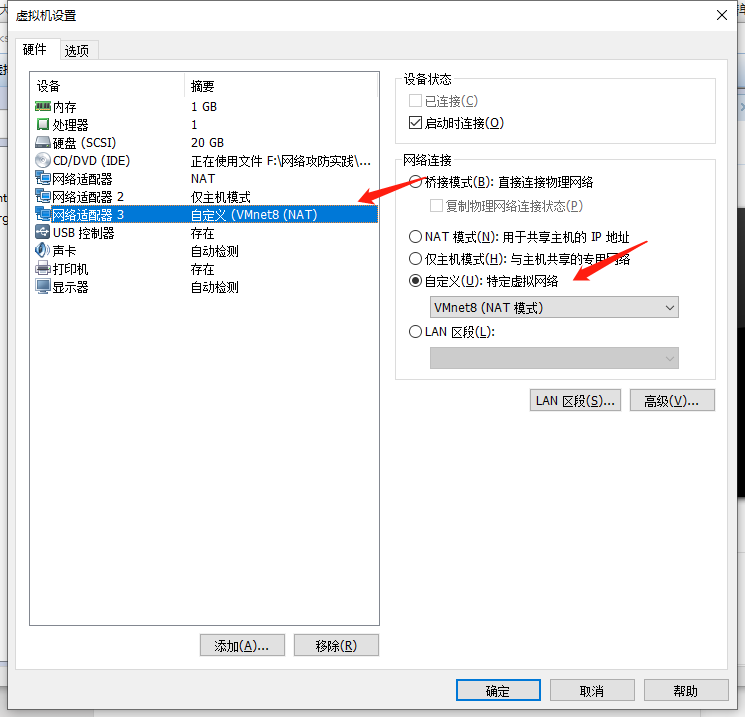 虚拟机设置
硬件 选项
设备 摘要
内存 1 GB
处理器 1
硬盘 (SCSI) 20 GB
CD/DVD (IDE) 正在使用文件 F:\网络攻防实践\...
网络适配器 NAT
网络适配器 2 仅主机模式
网络适配器 3 自定义 (VMnet8 (NAT)
USB 控制器 存在
声卡 自动检测
打印机 存在
显示器 自动检测
添加(A)... 移除(R)
设备状态
已连接(C)
启动时连接(O)
网络连接
桥接模式(B): 直接连接物理网络
复制物理网络连接状态(P)
NAT 模式(N): 用于共享主机的 IP 地址
仅主机模式(H): 与主机共享的专用网络
自定义(U): 特定虚拟网络
VMnet8 (NAT 模式)
LAN 区段(L):
LAN 区段(S)... 高级(V)...
确定 取消 帮助